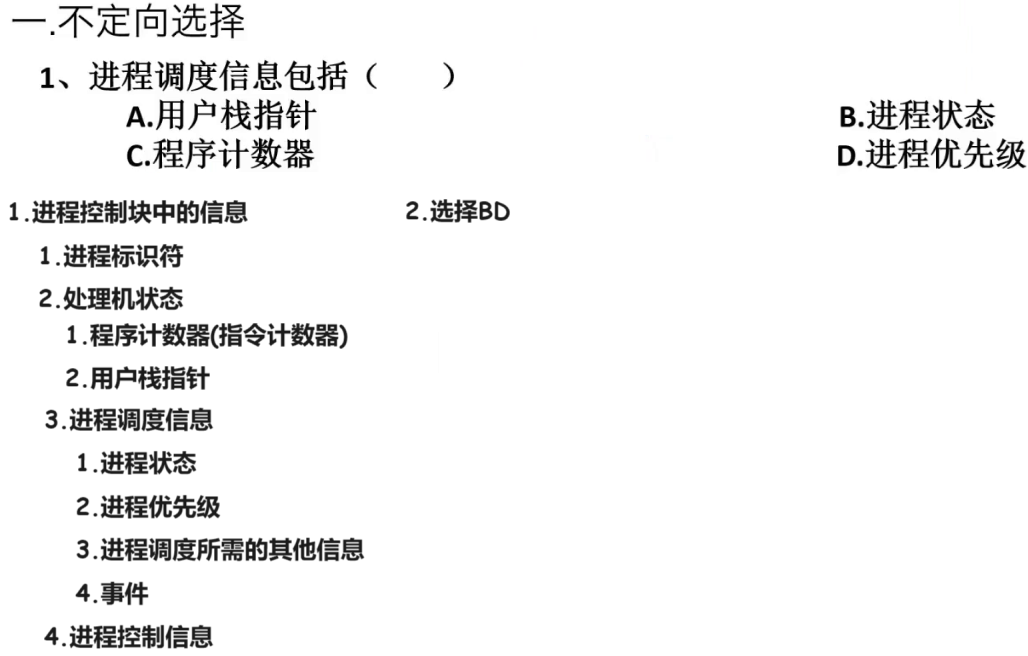 一.不定向选择
1、进程调度信息包括（　　）
A.用户栈指针　　B.进程状态
C.程序计数器　　D.进程优先级
1.进程控制块中的信息　　2.选择BD
1.进程标识符
2.处理机状态
1.程序计数器(指令计数器)
2.用户栈指针
3.进程调度信息
1.进程状态
2.进程优先级
3.进程调度所需的其他信息
4.事件
4.进程控制信息